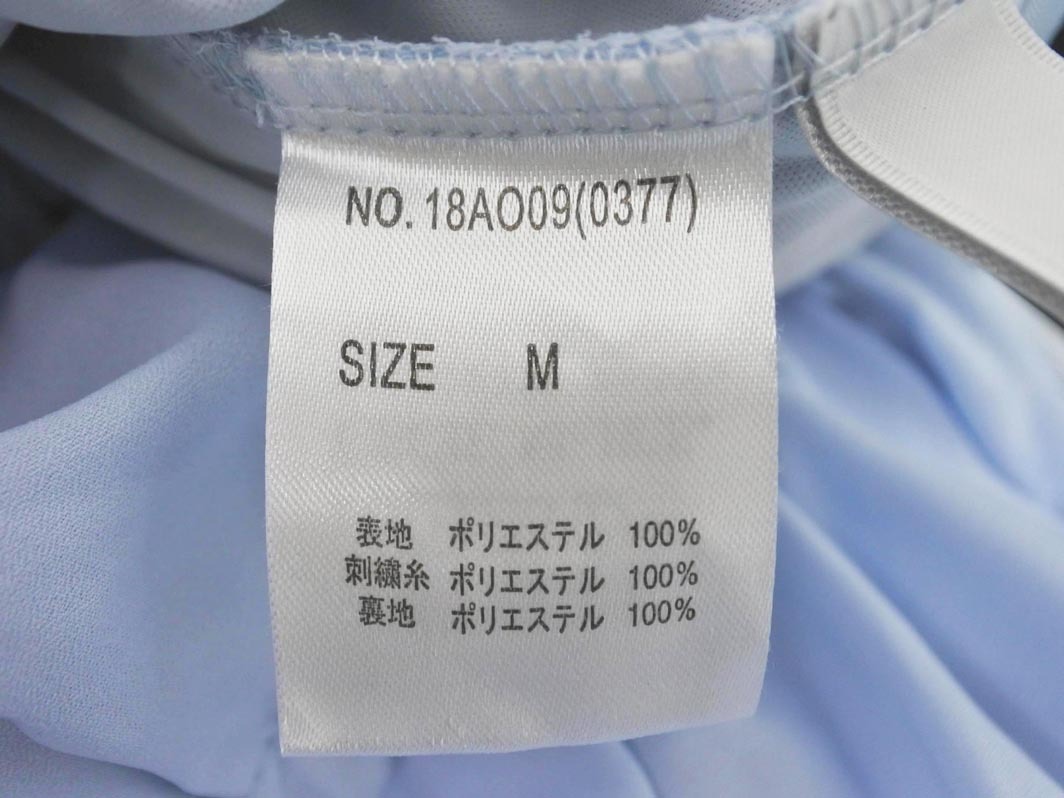 NO. 18AO09(0377)
SIZE M
表地 ポリエステル 100%
刺繍糸 ポリエステル 100%
裏地 ポリエステル 100%